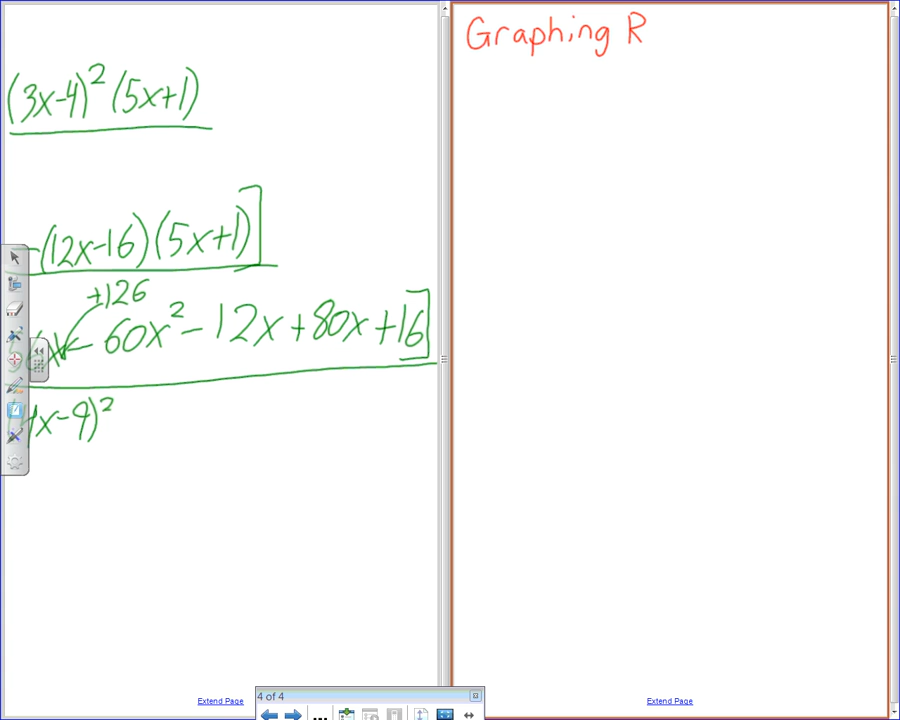 (3x-4)² (5x+1)
-(12x-16)(5x+1)]
+126
x - 60x² - 12x + 80x + 16]
x-9)²
Graphing R
Extend Page
Extend Page
4 of 4